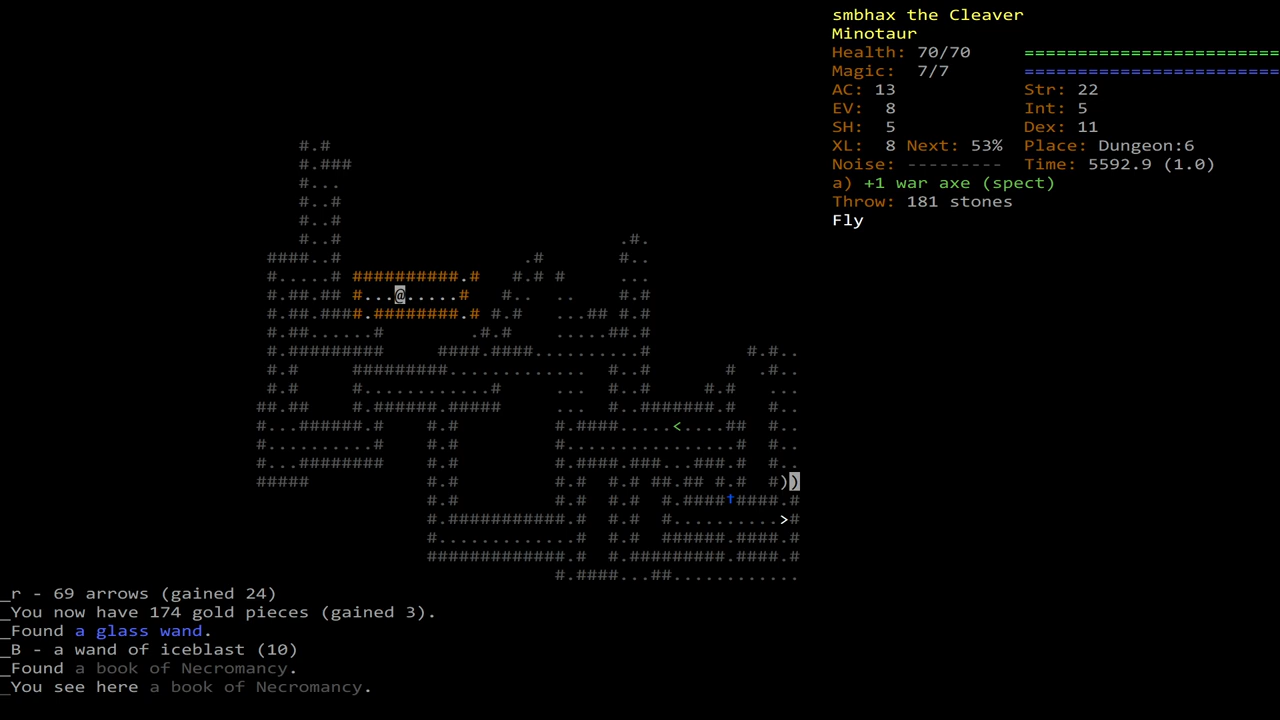 smbhax the Cleaver
Minotaur
Health: 70/70 ========================
Magic: 7/7 ========================
AC: 13 Str: 22
EV: 8 Int: 5
SH: 5 Dex: 11
XL: 8 Next: 53% Place: Dungeon:6
Noise: --------- Time: 5592.9 (1.0)
a) +1 war axe (spect)
Throw: 181 stones
Fly
_r - 69 arrows (gained 24)
_You now have 174 gold pieces (gained 3).
_Found a glass wand.
_B - a wand of iceblast (10)
_Found a book of Necromancy.
_You see here a book of Necromancy.